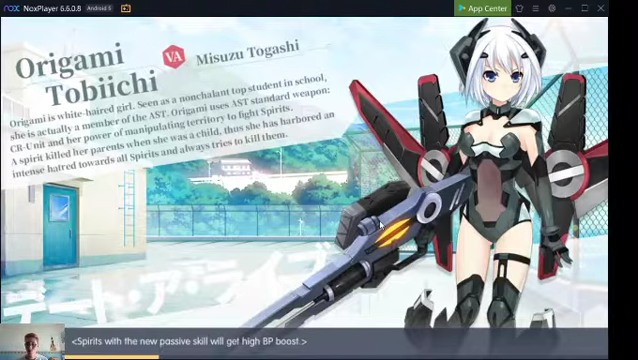 NoxPlayer 6.6.0.8
Android 5
App Center
Origami
Tobiichi
VA
Misuzu Togashi
Origami is white-haired girl. Seen as a nonchalant top student in school,
she is actually a member of the AST. Origami uses AST standard weapon:
CR-Unit and her power of manipulating territory to fight Spirits.
A spirit killed her parents when she was a child, thus she has harbored an
intense hatred towards all Spirits and always tries to kill them.
デート・ア・ライブ
<Spirits with the new passive skill will get high BP boost.>